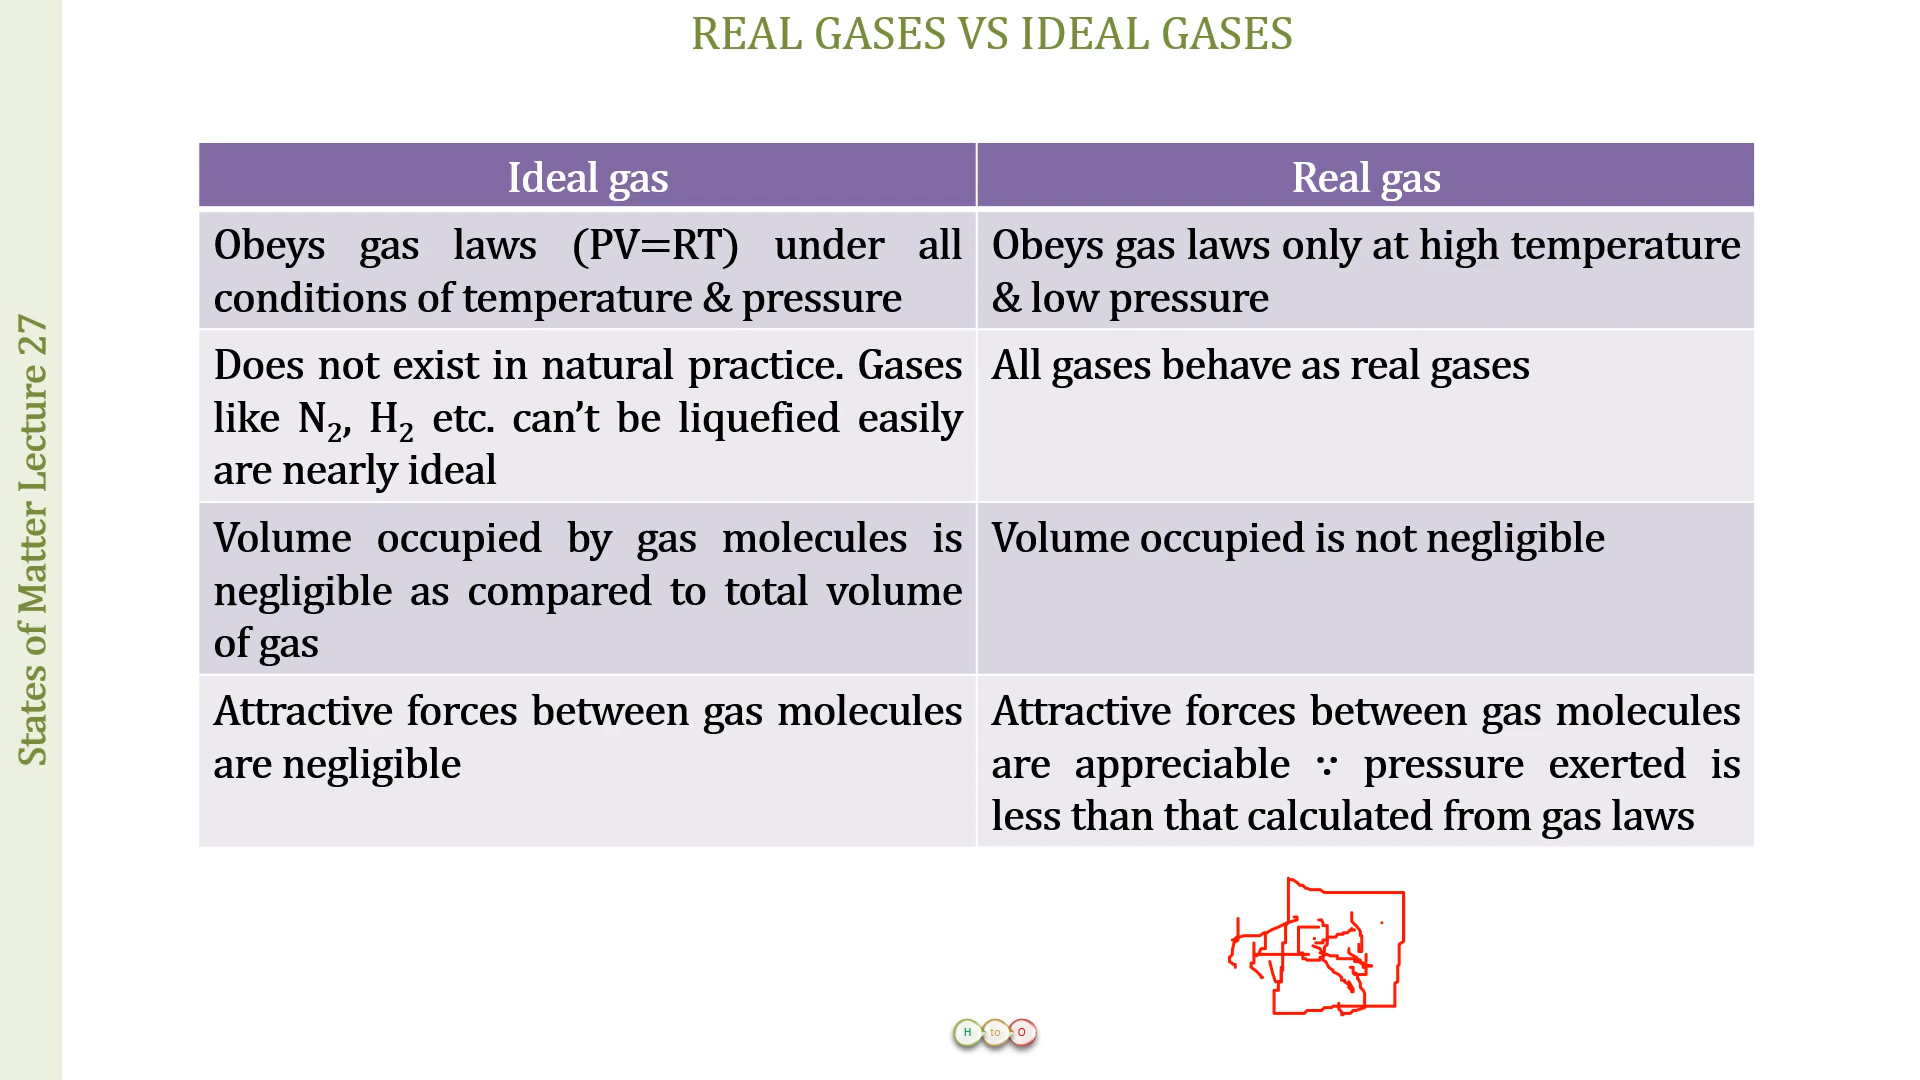 REAL GASES VS IDEAL GASES
States of Matter Lecture 27
Ideal gas
Real gas
Obeys gas laws (PV=RT) under all
conditions of temperature & pressure
Obeys gas laws only at high temperature
& low pressure
Does not exist in natural practice. Gases
like N₂, H₂ etc. can’t be liquefied easily
are nearly ideal
All gases behave as real gases
Volume occupied by gas molecules is
negligible as compared to total volume
of gas
Volume occupied is not negligible
Attractive forces between gas molecules
are negligible
Attractive forces between gas molecules
are appreciable ∵ pressure exerted is
less than that calculated from gas laws
H to O